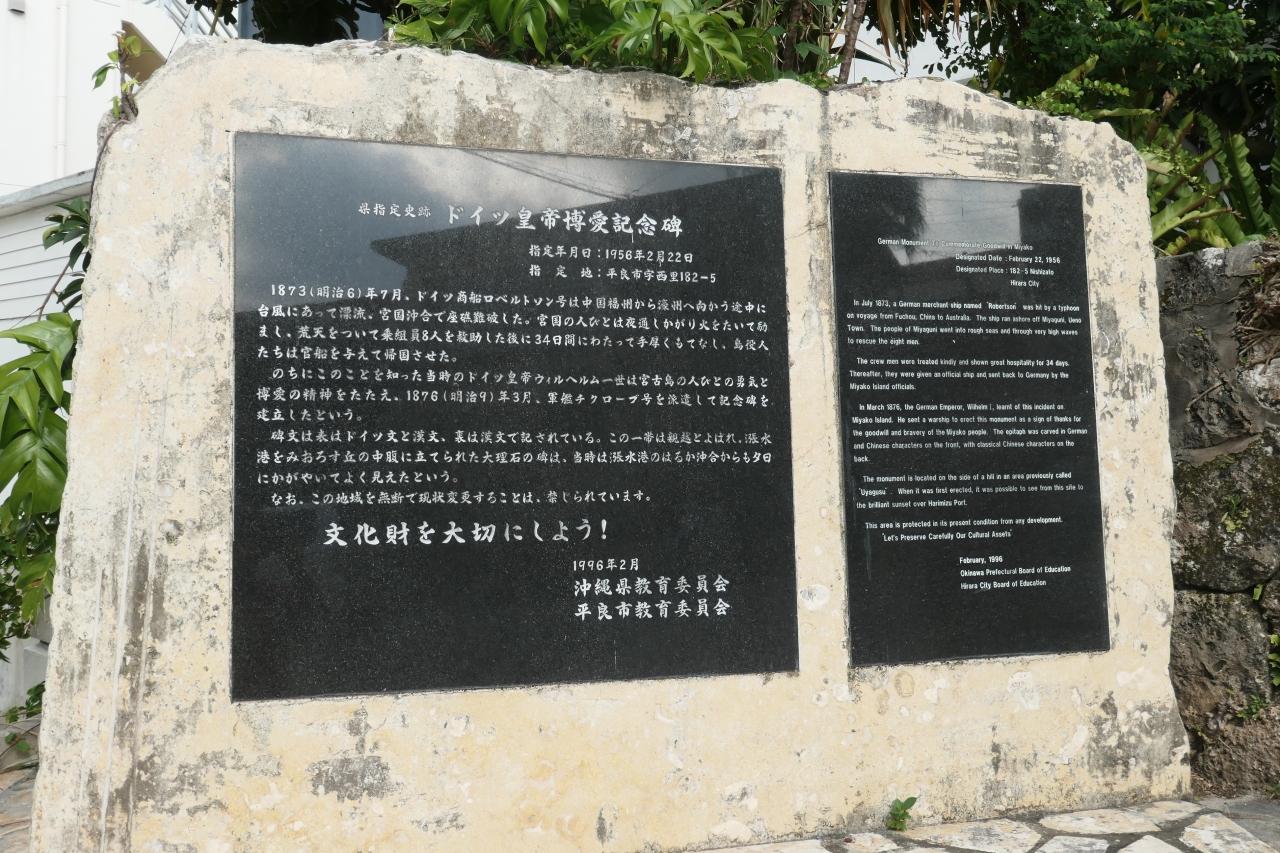 県指定史跡 ドイツ皇帝博愛記念碑
指定年月日：1956年2月22日
指 定 地：平良市字西里182-5
1873(明治6)年7月、ドイツ商船ロベルトソン号は中国福州から濠州へ向かう途中に
台風にあって漂流、宮国沖合で座礁難破した。宮国の人びとは夜通しかがり火をたいて励
まし、荒天をついて乗組員8人を救助した後に34日間にわたって手厚くもてなし、島役人
たちは官船を与えて帰国させた。
のちにこのことを知った当時のドイツ皇帝ウィルヘルム一世は宮古島の人びとの勇気と
博愛の精神をたたえ、1876(明治9)年3月、軍艦チクロープ号を派遣して記念碑を
建立したという。
碑文は表はドイツ文と漢文、裏は漢文で記されている。この一帯は親越とよばれ、漲水
港をみおろす丘の中腹に立てられた大理石の碑は、当時は漲水港のはるか沖合からも夕日
にかがやいてよく見えたという。
なお、この地域を無断で現状変更することは、禁じられています。
文化財を大切にしよう！
1996年2月
沖縄県教育委員会
平良市教育委員会
German Monument To Commemorate Goodwill in Miyako
Designated Date : February 22, 1956
Designated Place : 182-5 Nishizato
Hirara City
In July 1873, a German merchant ship named "Robertson" was hit by a typhoon
on voyage from Fuchou, China to Australia. The ship ran ashore off Miyaguni, Ueno
Town. The people of Miyaguni went into rough seas and through very high waves
to rescue the eight men.
The crew men were treated kindly and shown great hospitality for 34 days.
Thereafter, they were given an official ship and sent back to Germany by the
Miyako Island officials.
In March 1876, the German Emperor, Wilhelm I, learnt of this incident on
Miyako Island. He sent a warship to erect this monument as a sign of thanks for
the goodwill and bravery of the Miyako people. The epitaph was carved in German
and Chinese characters on the front, with classical Chinese characters on the
back.
The monument is located on the side of a hill in an area previously called
"Uyagusu". When it was first erected, it was possible to see from this site to
the brilliant sunset over Harimizu Port.
This area is protected in its present condition from any development.
"Let's Preserve Carefully Our Cultural Assets"
February, 1996
Okinawa Prefectural Board of Education
Hirara City Board of Education